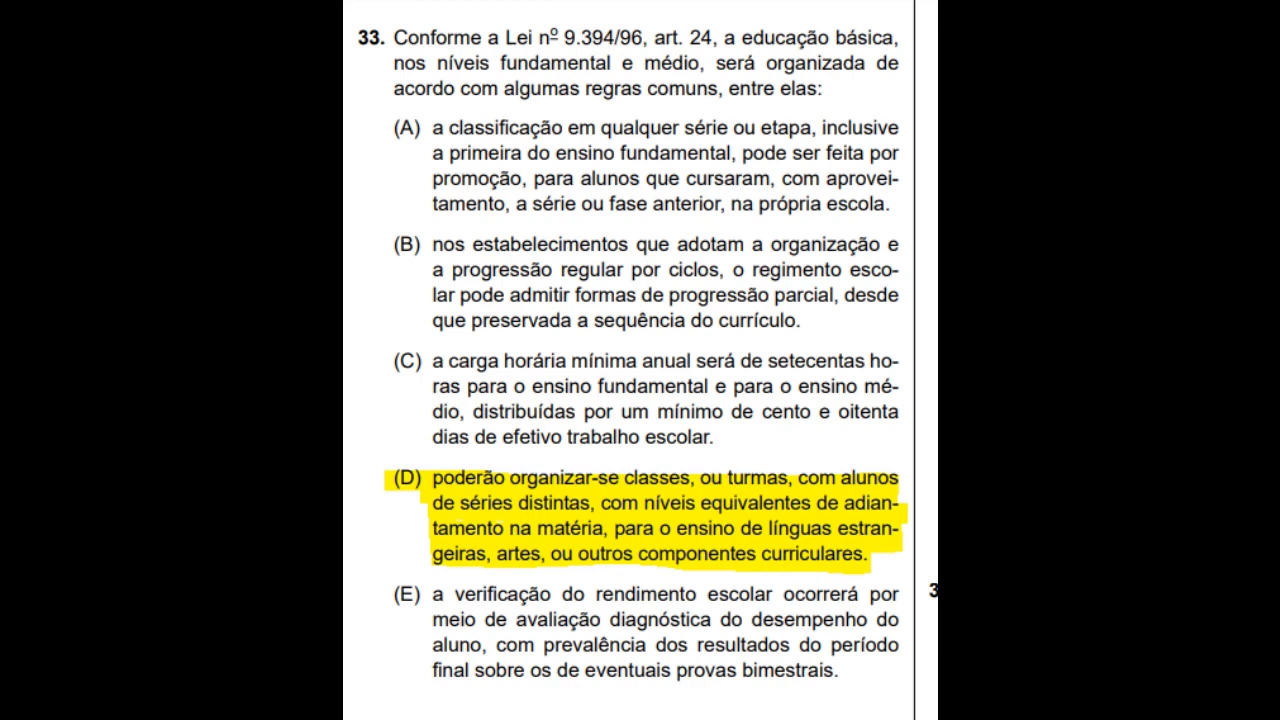 33. Conforme a Lei nº 9.394/96, art. 24, a educação básica,
nos níveis fundamental e médio, será organizada de
acordo com algumas regras comuns, entre elas:
(A) a classificação em qualquer série ou etapa, inclusive
a primeira do ensino fundamental, pode ser feita por
promoção, para alunos que cursaram, com aprovei-
tamento, a série ou fase anterior, na própria escola.
(B) nos estabelecimentos que adotam a organização e
a progressão regular por ciclos, o regimento esco-
lar pode admitir formas de progressão parcial, desde
que preservada a sequência do currículo.
(C) a carga horária mínima anual será de setecentas ho-
ras para o ensino fundamental e para o ensino mé-
dio, distribuídas por um mínimo de cento e oitenta
dias de efetivo trabalho escolar.
(D) poderão organizar-se classes, ou turmas, com alunos
de séries distintas, com níveis equivalentes de adian-
tamento na matéria, para o ensino de línguas estran-
geiras, artes, ou outros componentes curriculares.
(E) a verificação do rendimento escolar ocorrerá por
meio de avaliação diagnóstica do desempenho do
aluno, com prevalência dos resultados do período
final sobre os de eventuais provas bimestrais.
3